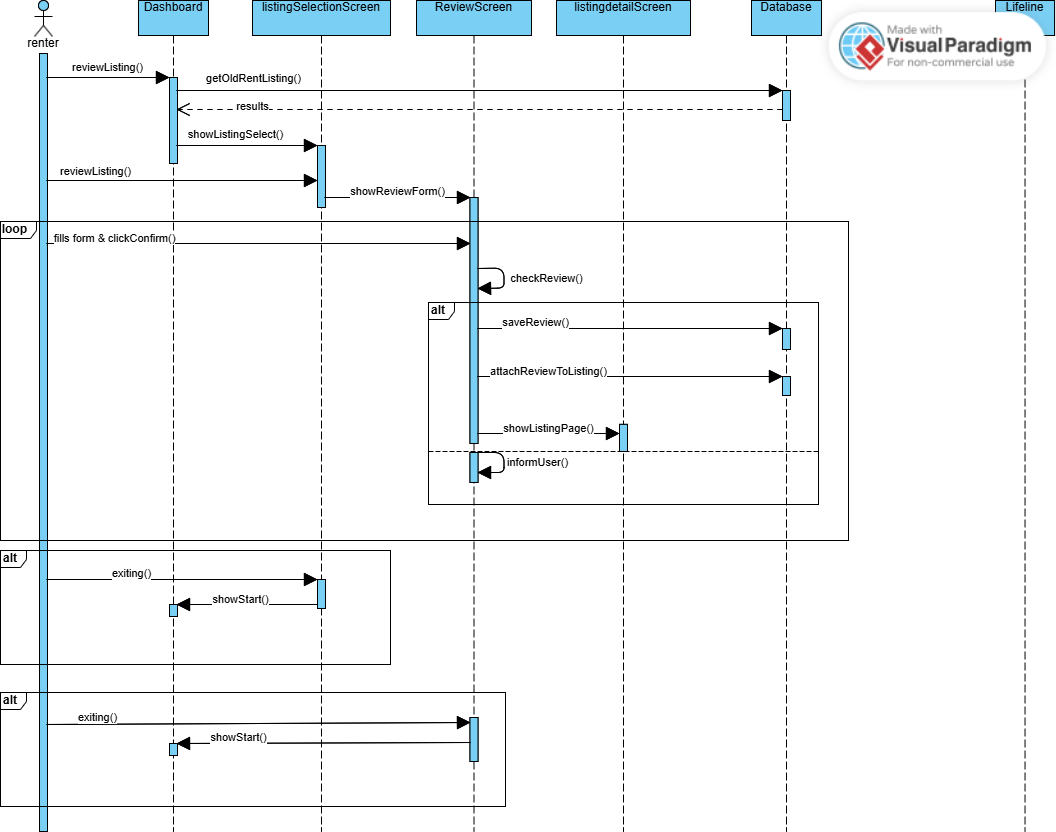 Dashboard
listingSelectionScreen
ReviewScreen
listingdetailScreen
Database
Lifeline
renter
Made with
Visual Paradigm
For non-commercial use
reviewListing()
getOldRentListing()
results
showListingSelect()
reviewListing()
showReviewForm()
loop
fills form & clickConfirm()
checkReview()
alt
saveReview()
attachReviewToListing()
showListingPage()
informUser()
alt
exiting()
showStart()
alt
exiting()
showStart()